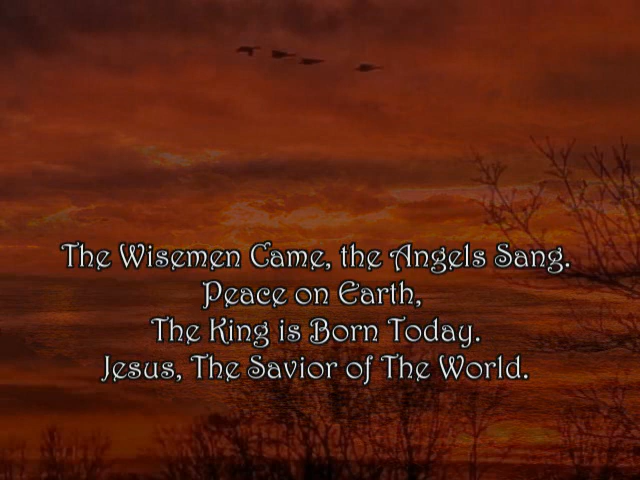 The Wisemen Came, the Angels Sang.
Peace on Earth,
The King is Born Today.
Jesus, The Savior of The World.